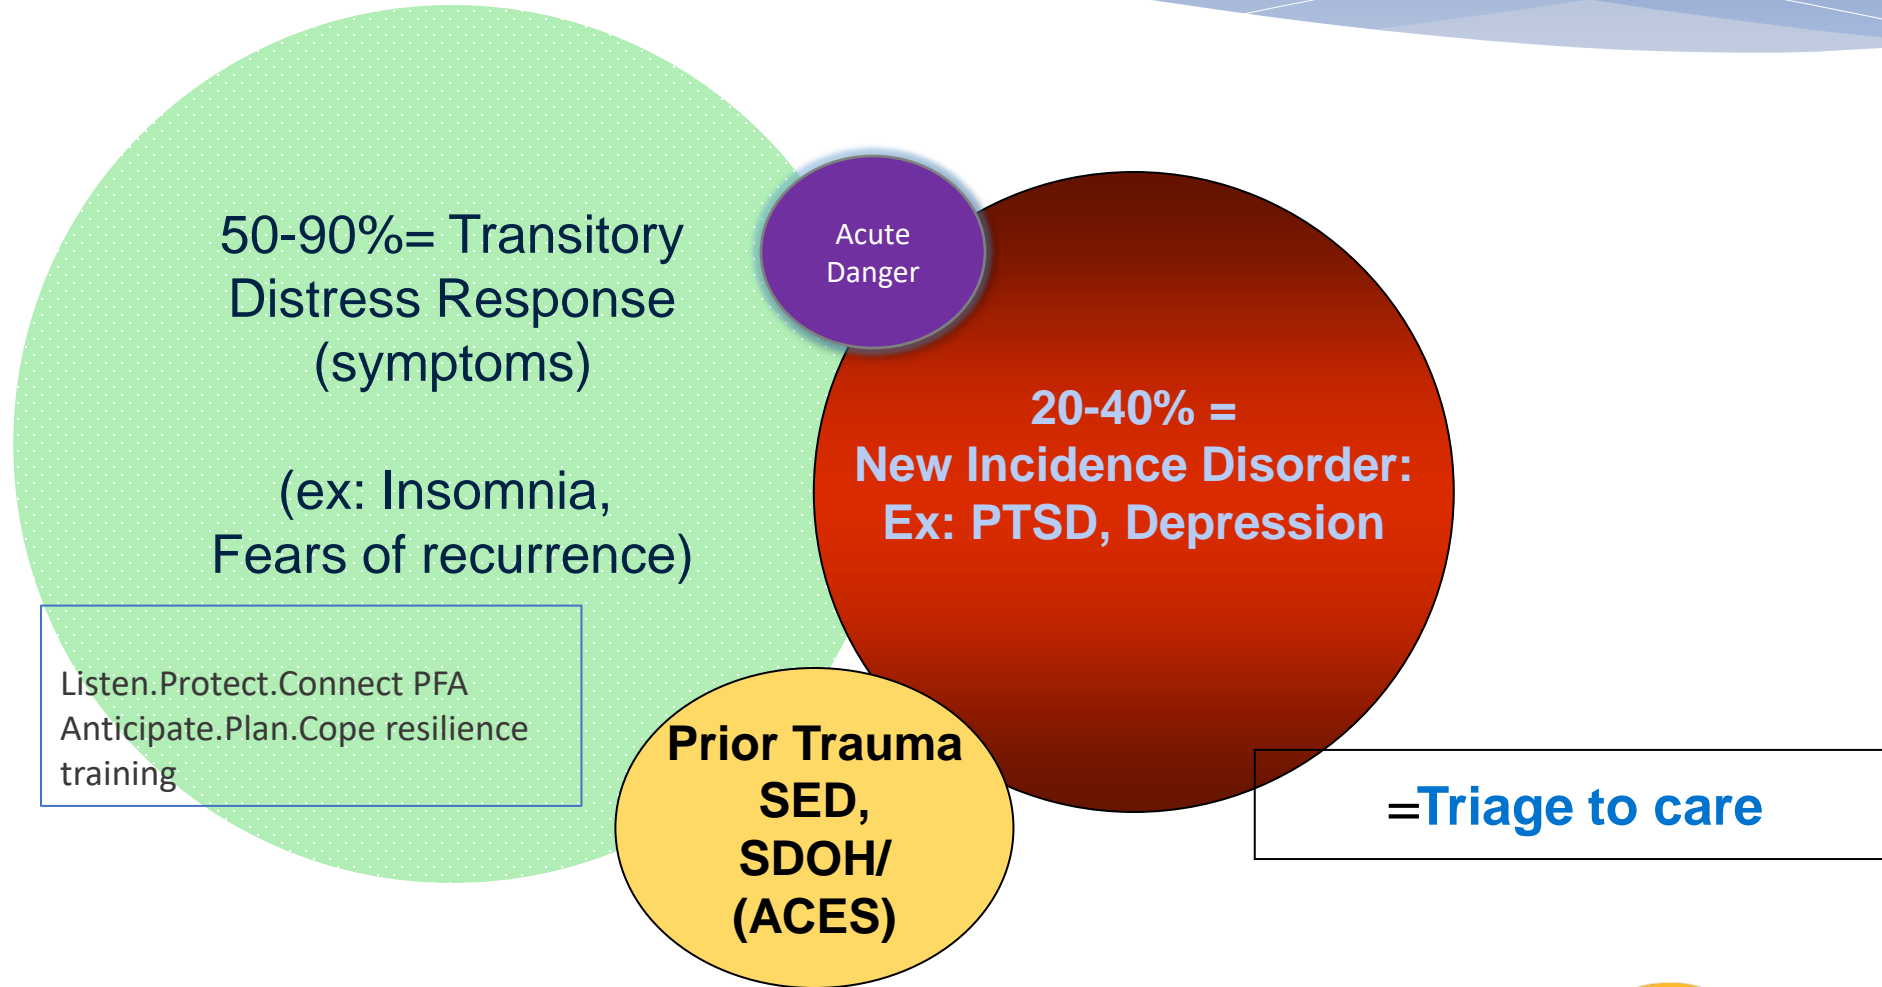 50-90%= Transitory
Distress Response
(symptoms)
(ex: Insomnia,
Fears of recurrence)
Acute
Danger
20-40% =
New Incidence Disorder:
Ex: PTSD, Depression
Listen.Protect.Connect PFA
Anticipate.Plan.Cope resilience
training
Prior Trauma
SED,
SDOH/
(ACES)
=Triage to care